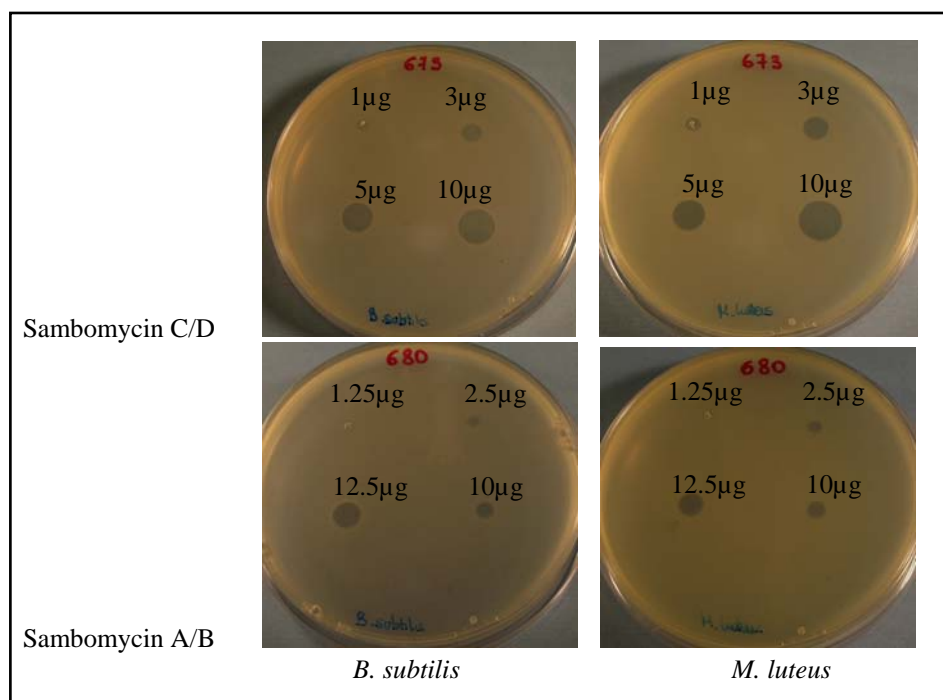 673
1µg 3µg
5µg 10µg
B. subtilis
673
1µg 3µg
5µg 10µg
M. luteus
Sambomycin C/D
680
1.25µg 2.5µg
12.5µg 10µg
B. subtilis
680
1.25µg 2.5µg
12.5µg 10µg
M. luteus
Sambomycin A/B
B. subtilis M. luteus